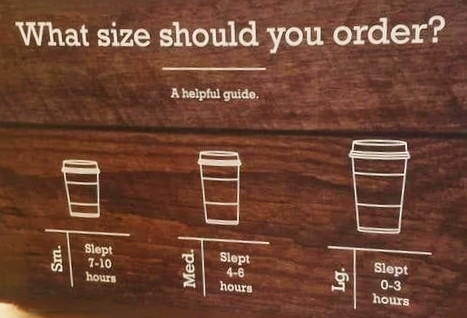 What size should you order?
A helpful guide.
Sm.
Slept
7-10
hours
Med.
Slept
4-6
hours
Lg.
Slept
0-3
hours